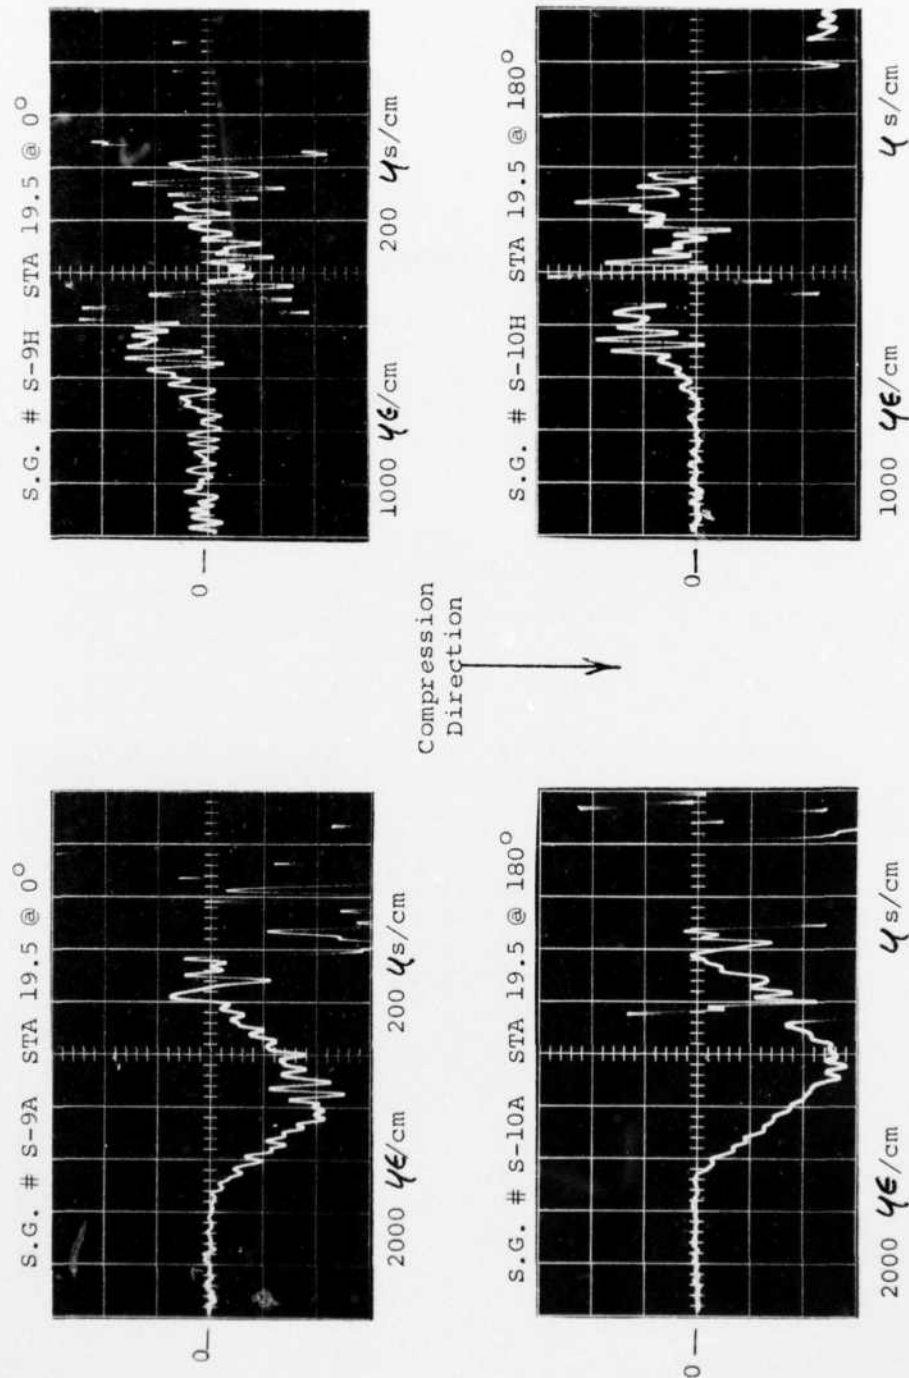 S.G. # S-9A STA 19.5 @ 0°
0
2000 με/cm 200 μs/cm
S.G. # S-9H STA 19.5 @ 0°
0
1000 με/cm 200 μs/cm
Compression
Direction
S.G. # S-10A STA 19.5 @ 180°
0
2000 με/cm μs/cm
S.G. # S-10H STA 19.5 @ 180°
0
1000 με/cm μs/cm